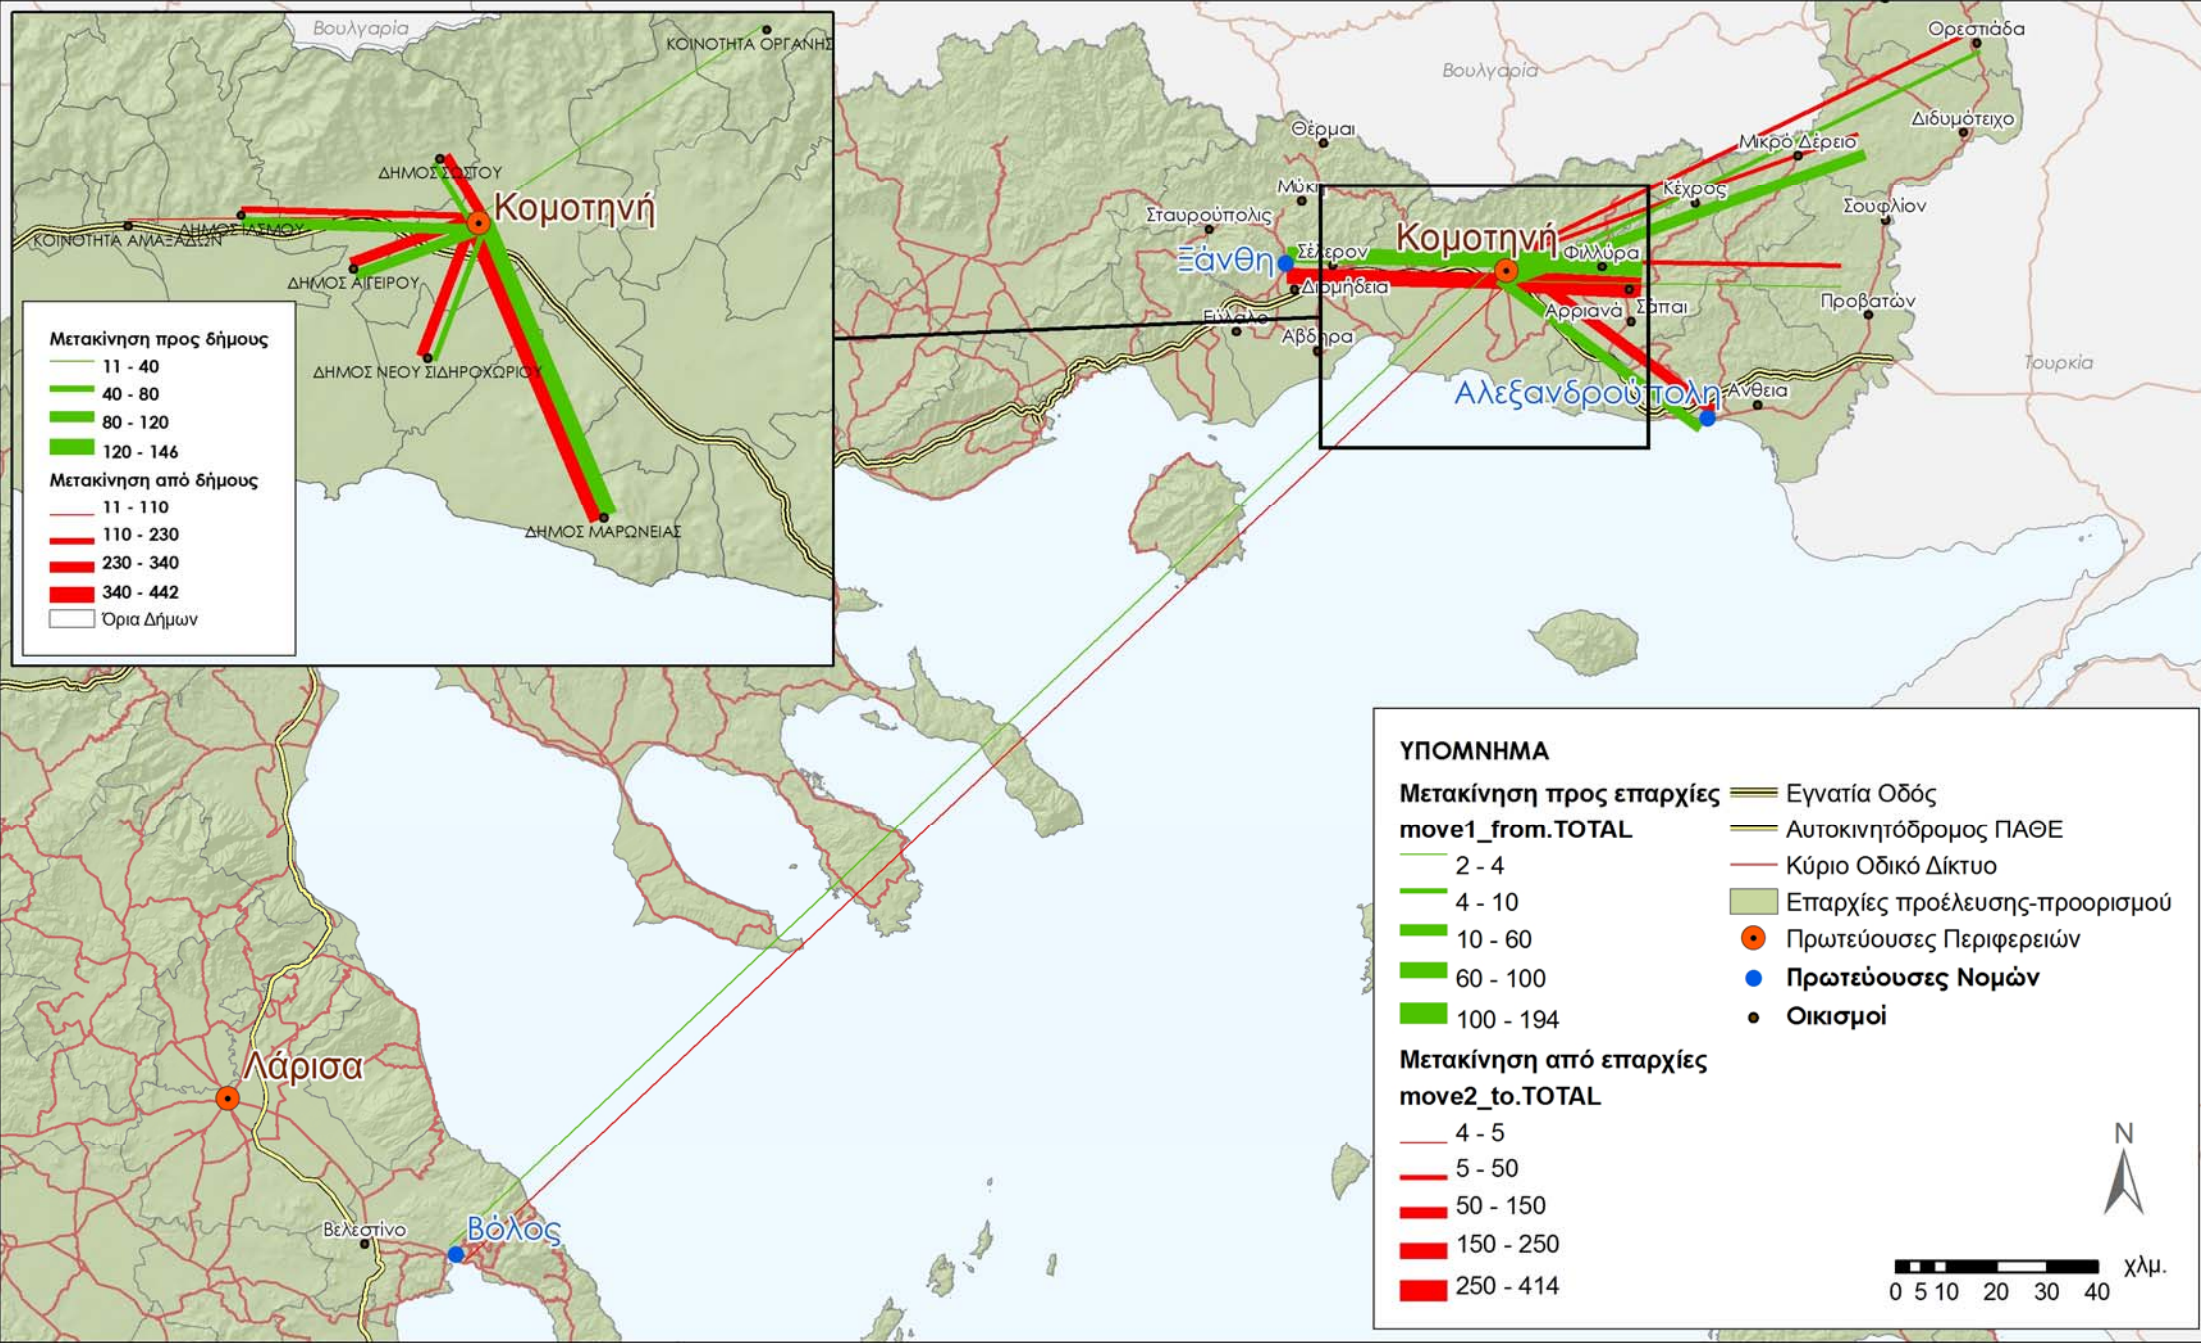 Βουλγαρία
ΚΟΙΝΟΤΗΤΑ ΟΡΓΑΝΗΣ
ΔΗΜΟΣ ΣΩΣΤΟΥ
Κομοτηνή
ΚΟΙΝΟΤΗΤΑ ΑΜΑΞΑΔΩΝ
ΔΗΜΟΣ ΙΑΣΜΟΥ
ΔΗΜΟΣ ΑΙΓΕΙΡΟΥ
ΔΗΜΟΣ ΝΕΟΥ ΣΙΔΗΡΟΧΩΡΙΟΥ
ΔΗΜΟΣ ΜΑΡΩΝΕΙΑΣ
Μετακίνηση προς δήμους
11 - 40
40 - 80
80 - 120
120 - 146
Μετακίνηση από δήμους
11 - 110
110 - 230
230 - 340
340 - 442
Όρια Δήμων
Βουλγαρία
Ορεστιάδα
Διδυμότειχο
Θέρμαι
Μικρό Δέρειο
Μύκη
Κέχρος
Σταυρούπολις
Σουφλίον
Κομοτηνή
Ξάνθη
Σέλερον
Φιλλύρα
Διομήδεια
Προβατών
Αρριανά
Σάπαι
Εύλαλο
Αβδηρα
Τουρκία
Αλεξανδρούπολη
Ανθεια
Λάρισα
Βελεστίνο
Βόλος
ΥΠΟΜΝΗΜΑ
Μετακίνηση προς επαρχίες
move1_from.TOTAL
2 - 4
4 - 10
10 - 60
60 - 100
100 - 194
Μετακίνηση από επαρχίες
move2_to.TOTAL
4 - 5
5 - 50
50 - 150
150 - 250
250 - 414
Εγνατία Οδός
Αυτοκινητόδρομος ΠΑΘΕ
Κύριο Οδικό Δίκτυο
Επαρχίες προέλευσης-προορισμού
Πρωτεύουσες Περιφερειών
Πρωτεύουσες Νομών
Οικισμοί
N
χλμ.
0 5 10 20 30 40